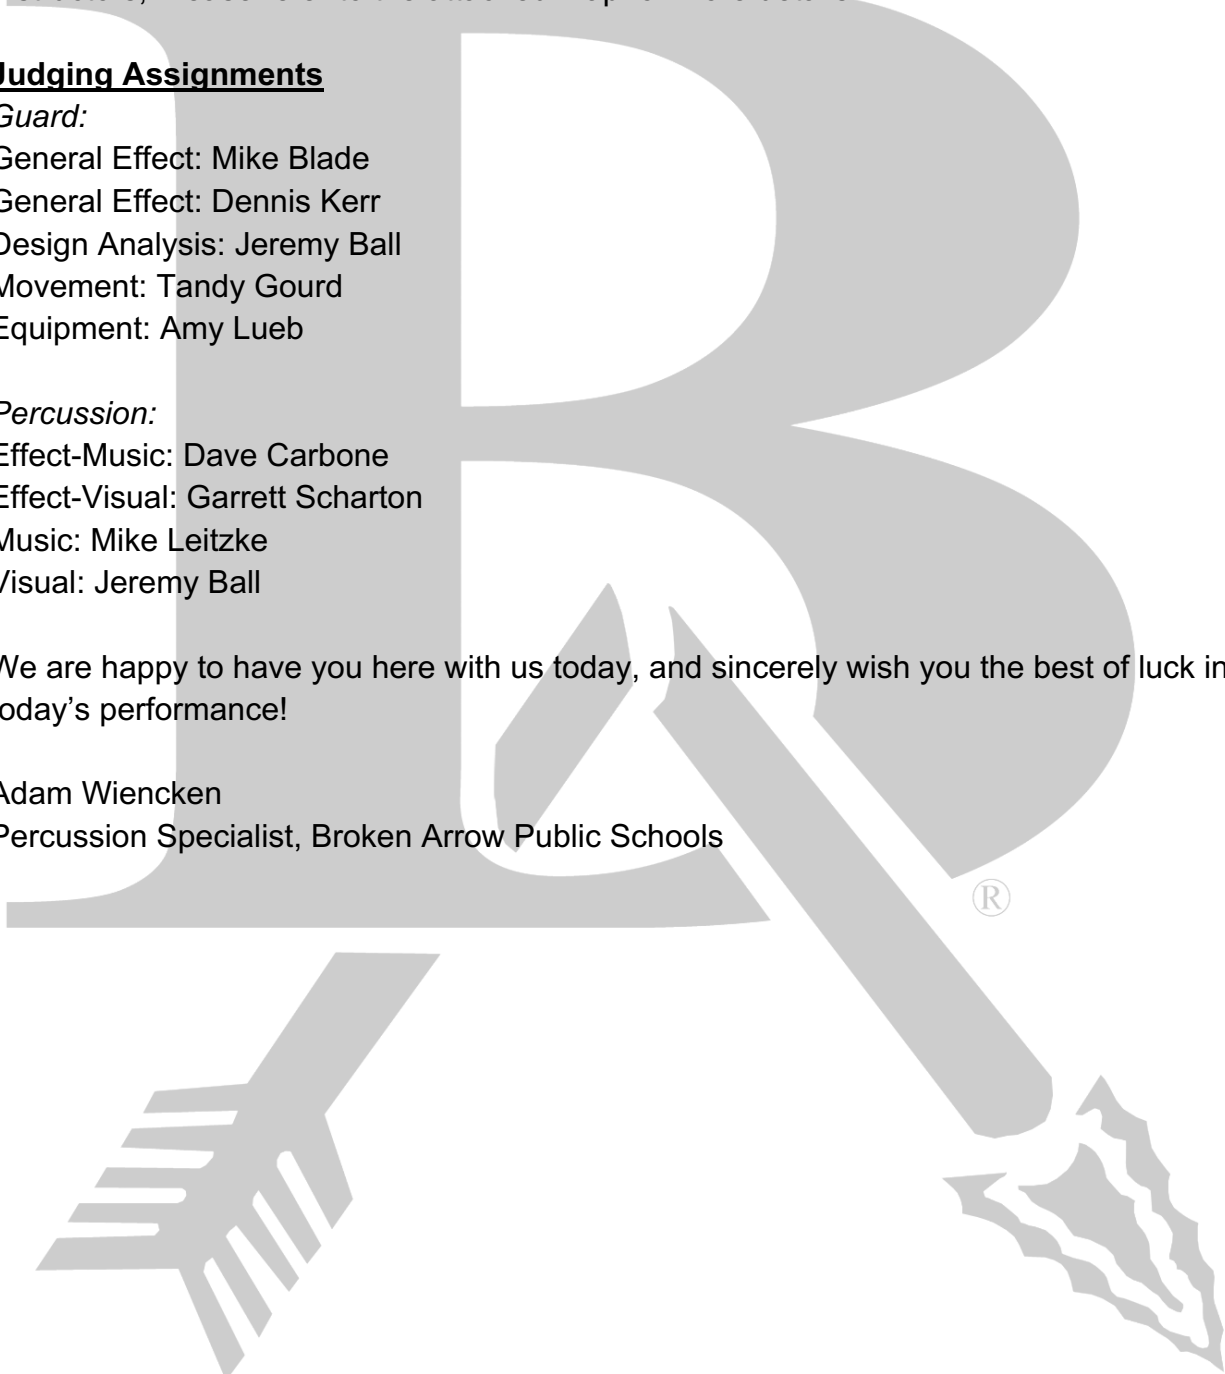 Judging Assignments
Guard:
General Effect: Mike Blade
General Effect: Dennis Kerr
Design Analysis: Jeremy Ball
Movement: Tandy Gourd
Equipment: Amy Lueb
Percussion:
Effect-Music: Dave Carbone
Effect-Visual: Garrett Scharton
Music: Mike Leitzke
Visual: Jeremy Ball
We are happy to have you here with us today, and sincerely wish you the best of luck in
today’s performance!
Adam Wiencken
Percussion Specialist, Broken Arrow Public Schools
B
®